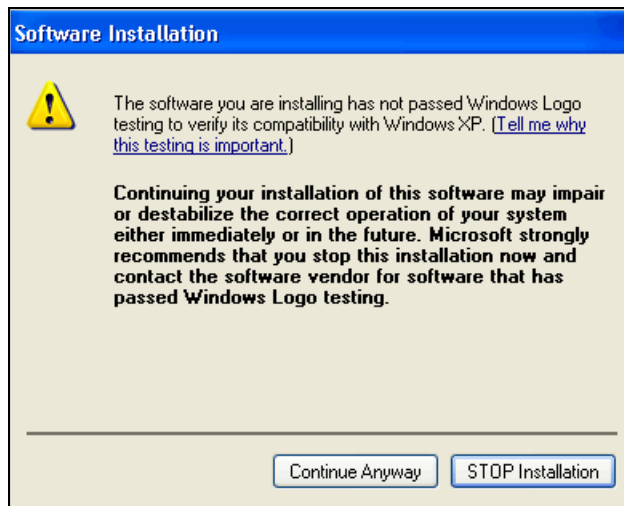 Software Installation
The software you are installing has not passed Windows Logo
testing to verify its compatibility with Windows XP. (Tell me why
this testing is important.)
Continuing your installation of this software may impair
or destabilize the correct operation of your system
either immediately or in the future. Microsoft strongly
recommends that you stop this installation now and
contact the software vendor for software that has
passed Windows Logo testing.
Continue Anyway
STOP Installation